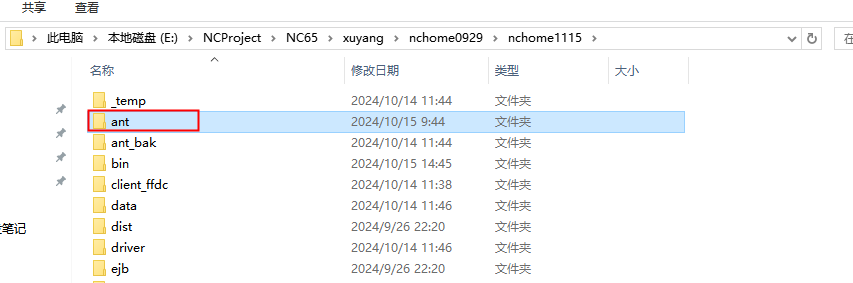 共享 查看
此电脑 本地磁盘 (E:) NCProject NC65 xuyang nchome0929 nchome1115 在
名称 修改日期 类型 大小
_temp 2024/10/14 11:44 文件夹
ant 2024/10/15 9:44 文件夹
ant_bak 2024/10/14 11:44 文件夹
bin 2024/10/15 14:45 文件夹
client_ffdc 2024/10/14 11:38 文件夹
data 2024/10/14 11:46 文件夹
笔记
dist 2024/9/26 22:20 文件夹
driver 2024/10/14 11:46 文件夹
ejb 2024/9/26 22:20 文件夹